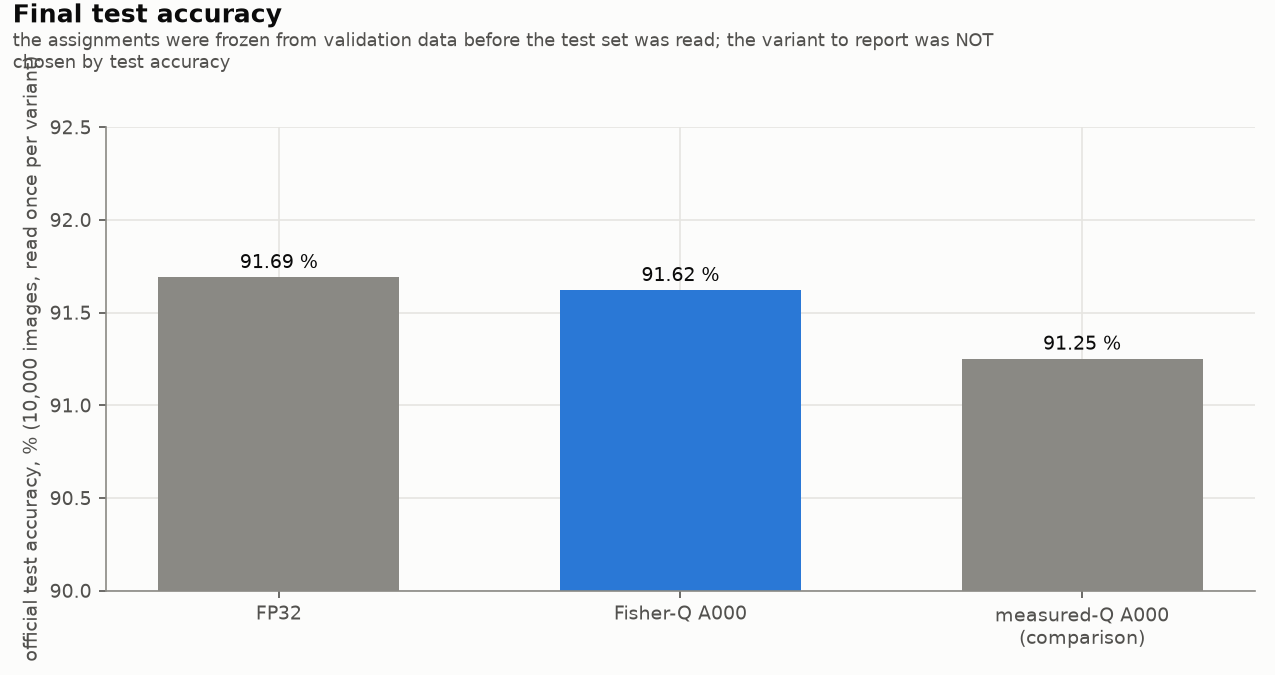 Final test accuracy
the assignments were frozen from validation data before the test set was read; the variant to report was NOT
chosen by test accuracy
official test accuracy, % (10,000 images, read once per variant)
92.5
92.0
91.5
91.0
90.5
90.0
91.69 %
91.62 %
91.25 %
FP32
Fisher-Q A000
measured-Q A000
(comparison)